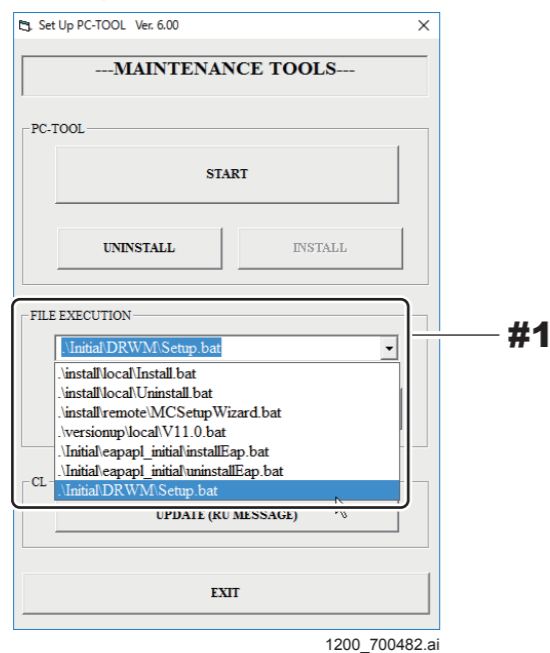 Set Up PC-TOOL Ver. 6.00
---MAINTENANCE TOOLS---
PC-TOOL
START
UNINSTALL
INSTALL
FILE EXECUTION
.\Initial\DRWM\Setup.bat
#1
.\install\local\Install.bat
.\install\local\Uninstall.bat
.\install\remote\MCSetupWizard.bat
.\versionup\local\V11.0.bat
.\Initial\eapapl_initial\installEap.bat
.\Initial\eapapl_initial\uninstallEap.bat
.\Initial\DRWM\Setup.bat
CL
UPDATE (RU MESSAGE)
EXIT
1200_700482.ai